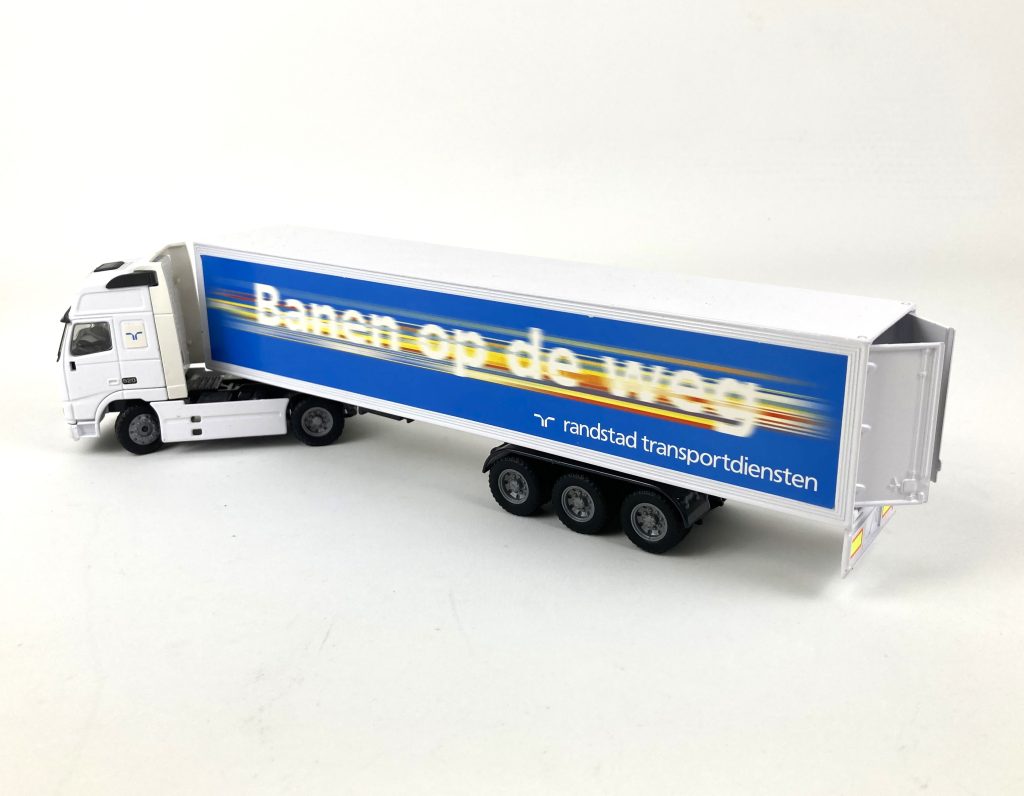 Banen op de weg
randstad transportdiensten